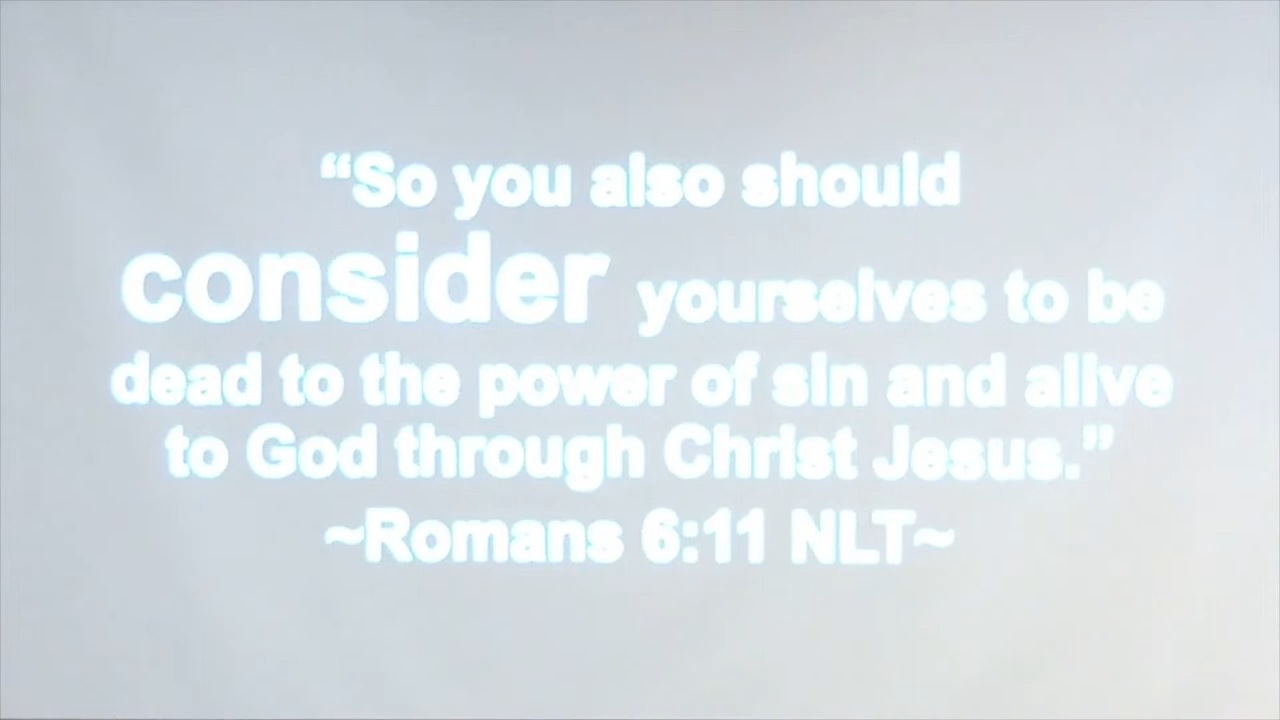 “So you also should
consider yourselves to be
dead to the power of sin and alive
to God through Christ Jesus.”
~Romans 6:11 NLT~